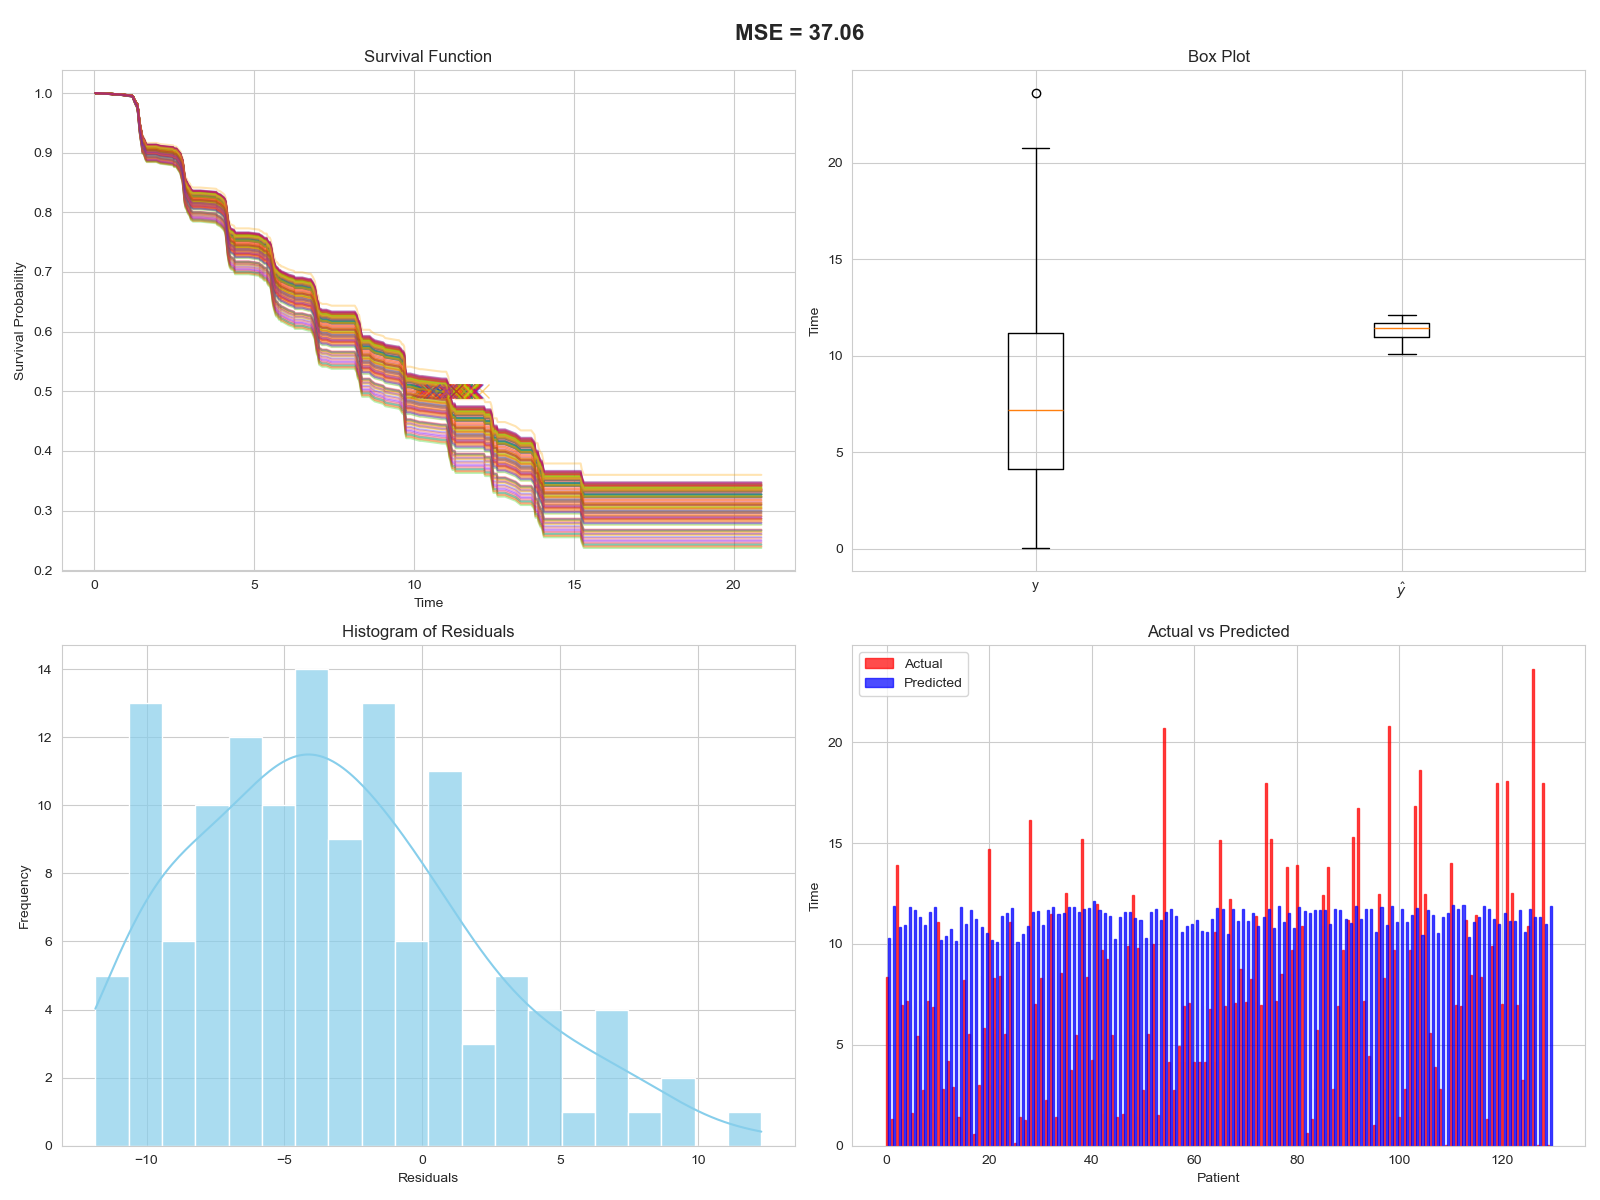 MSE = 37.06
Survival Function
Survival Probability
1.0
0.9
0.8
0.7
0.6
0.5
0.4
0.3
0.2
0 5 10 15 20
Time
Box Plot
Time
20
15
10
5
0
y ŷ
Histogram of Residuals
Frequency
14
12
10
8
6
4
2
0
−10 −5 0 5 10
Residuals
Actual vs Predicted
Actual
Predicted
Time
20
15
10
5
0
0 20 40 60 80 100 120
Patient